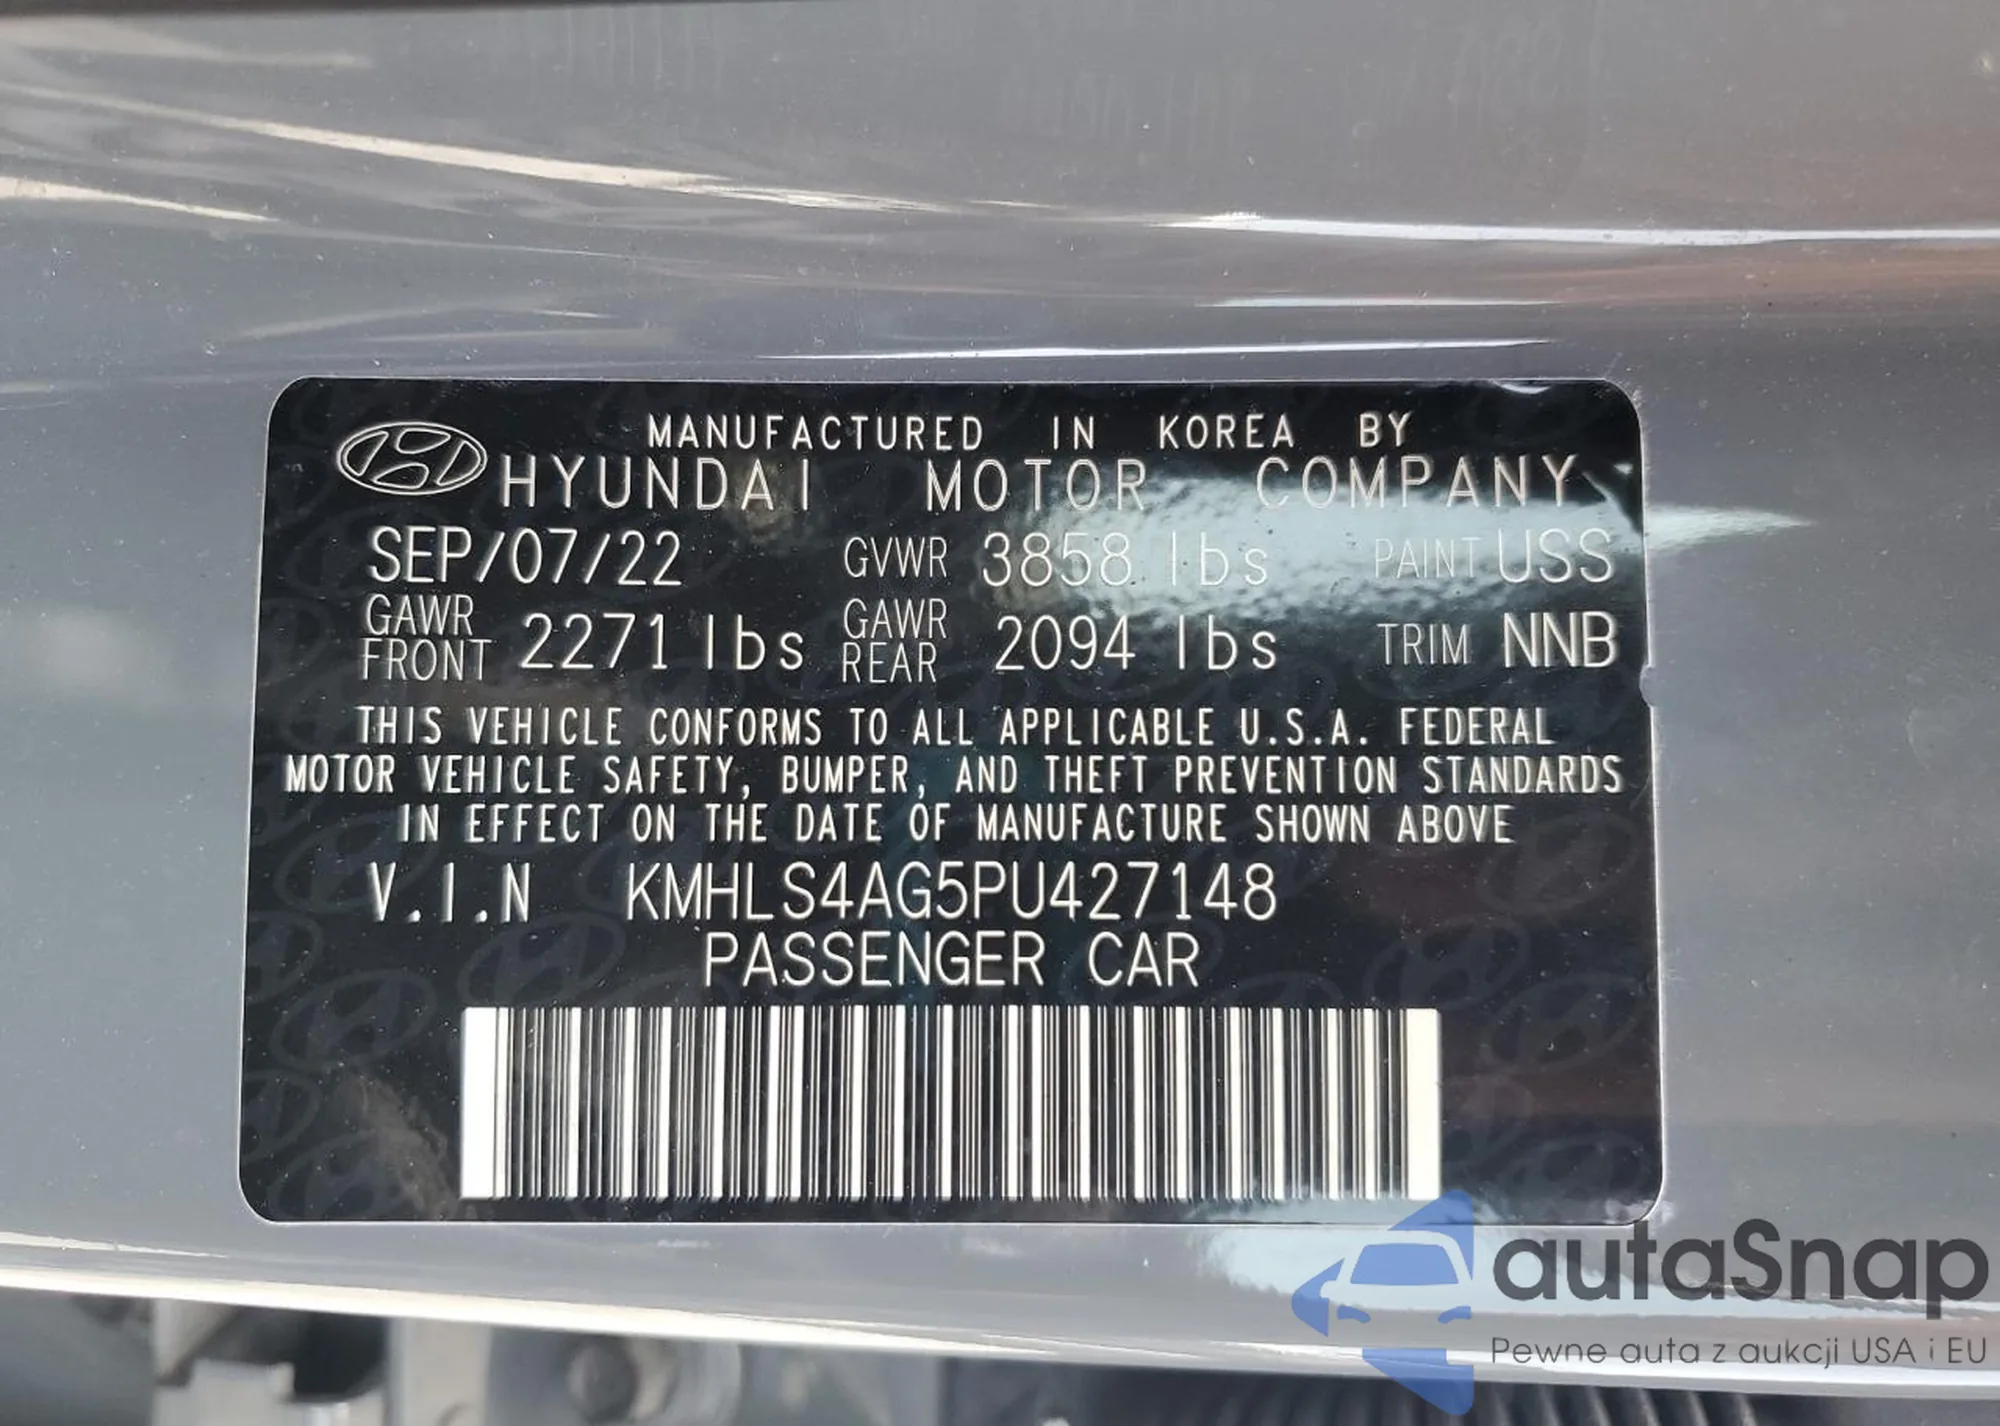 MANUFACTURED IN KOREA BY
HYUNDAI MOTOR COMPANY
SEP/07/22 GVWR 3858 lbs PAINT USS
GAWR FRONT 2271 lbs GAWR REAR 2094 lbs TRIM NNB
THIS VEHICLE CONFORMS TO ALL APPLICABLE U.S.A. FEDERAL
MOTOR VEHICLE SAFETY, BUMPER, AND THEFT PREVENTION STANDARDS
IN EFFECT ON THE DATE OF MANUFACTURE SHOWN ABOVE
V.I.N KMHLS4AG5PU427148
PASSENGER CAR
autaSnap
Pewne auta z aukcji USA i EU